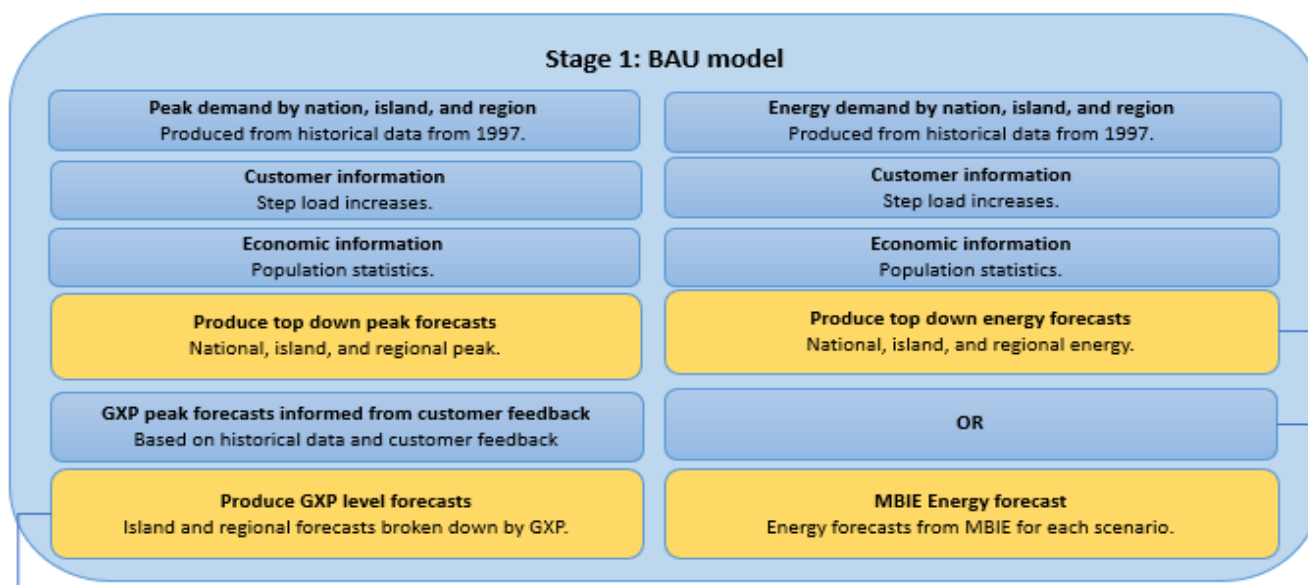 Stage 1: BAU model
Peak demand by nation, island, and region
Produced from historical data from 1997.
Customer information
Step load increases.
Economic information
Population statistics.
Produce top down peak forecasts
National, island, and regional peak.
GXP peak forecasts informed from customer feedback
Based on historical data and customer feedback
Produce GXP level forecasts
Island and regional forecasts broken down by GXP.
Energy demand by nation, island, and region
Produced from historical data from 1997.
Customer information
Step load increases.
Economic information
Population statistics.
Produce top down energy forecasts
National, island, and regional energy.
OR
MBIE Energy forecast
Energy forecasts from MBIE for each scenario.